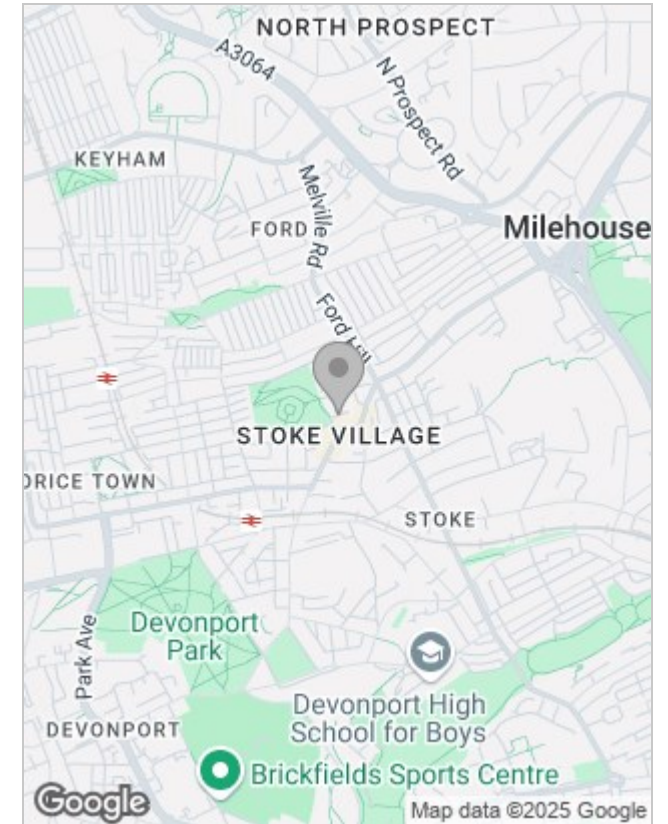 NORTH PROSPECT
A3064
N Prospect Rd
KEYHAM
Melville Rd
FORD
Milehouse
Ford Hill
STOKE VILLAGE
ORICE TOWN
STOKE
Devonport
Park
Park Ave
Devonport High
School for Boys
DEVONPORT
Brickfields Sports Centre
Google
Map data ©2025 Google